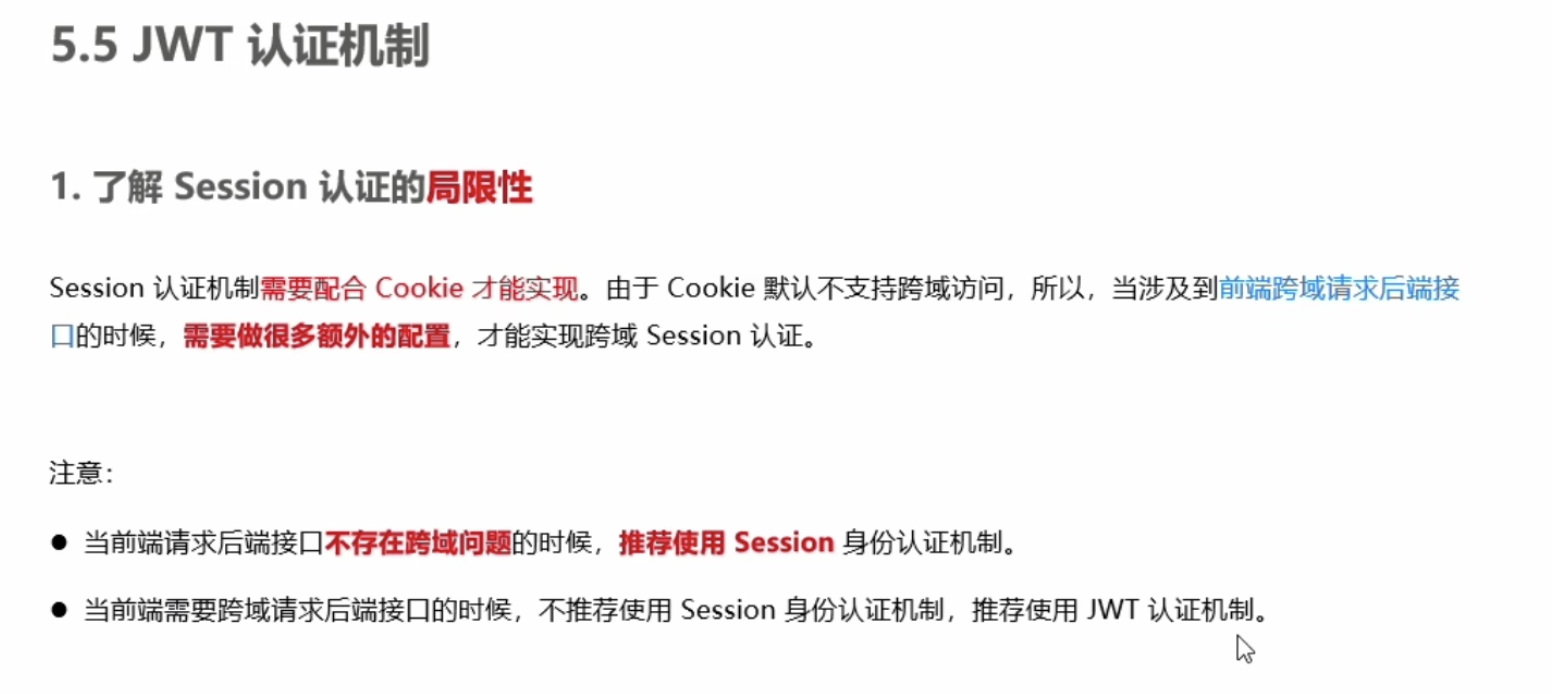 5.5 JWT 认证机制
1. 了解 Session 认证的局限性
Session 认证机制需要配合 Cookie 才能实现。由于 Cookie 默认不支持跨域访问，所以，当涉及到前端跨域请求后端接
口的时候，需要做很多额外的配置，才能实现跨域 Session 认证。
注意：
● 当前端请求后端接口不存在跨域问题的时候，推荐使用 Session 身份认证机制。
● 当前端需要跨域请求后端接口的时候，不推荐使用 Session 身份认证机制，推荐使用 JWT 认证机制。